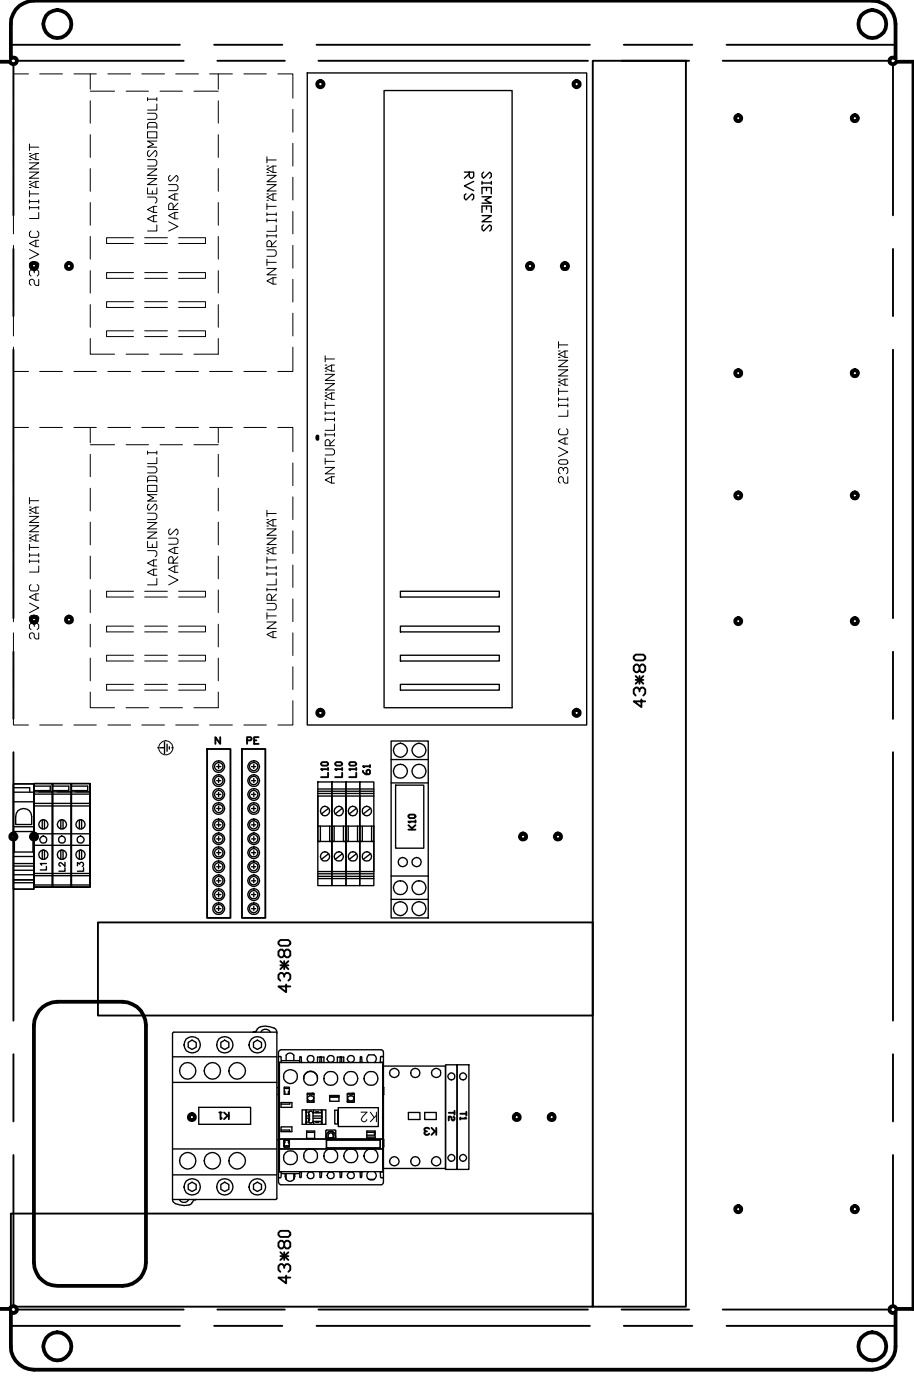 230VAC LIITÄNNÄT
LAAJENNUSMODULI
VARAUS
ANTURILIITÄNNÄT
SIEMENS
RVS
ANTURILIITÄNNÄT
230VAC LIITÄNNÄT
230VAC LIITÄNNÄT
LAAJENNUSMODULI
VARAUS
ANTURILIITÄNNÄT
43*80
N
PE
L10
L10
L10
61
K10
L1
L2
L3
43*80
K1
K2
K3
T2
T1
43*80